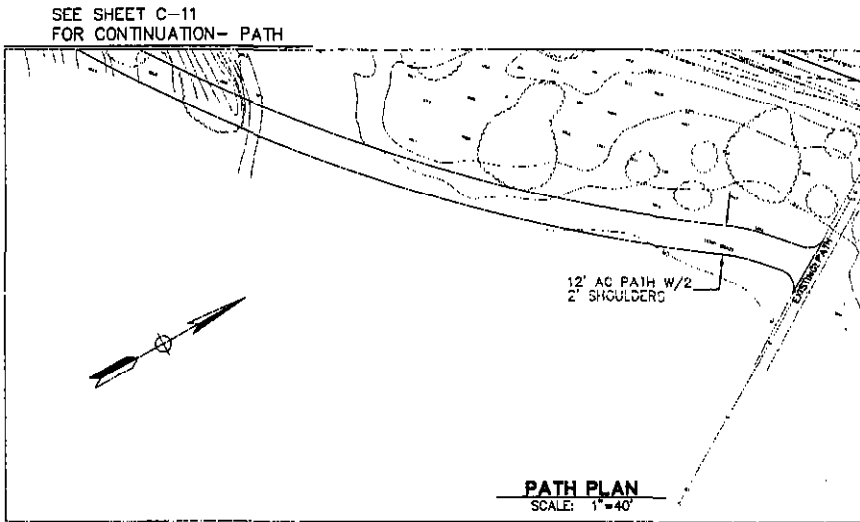 SEE SHEET C-11
FOR CONTINUATION- PATH
12' AC PATH W/2
2' SHOULDERS
EXISTING PATH
PATH PLAN
SCALE: 1"=40'